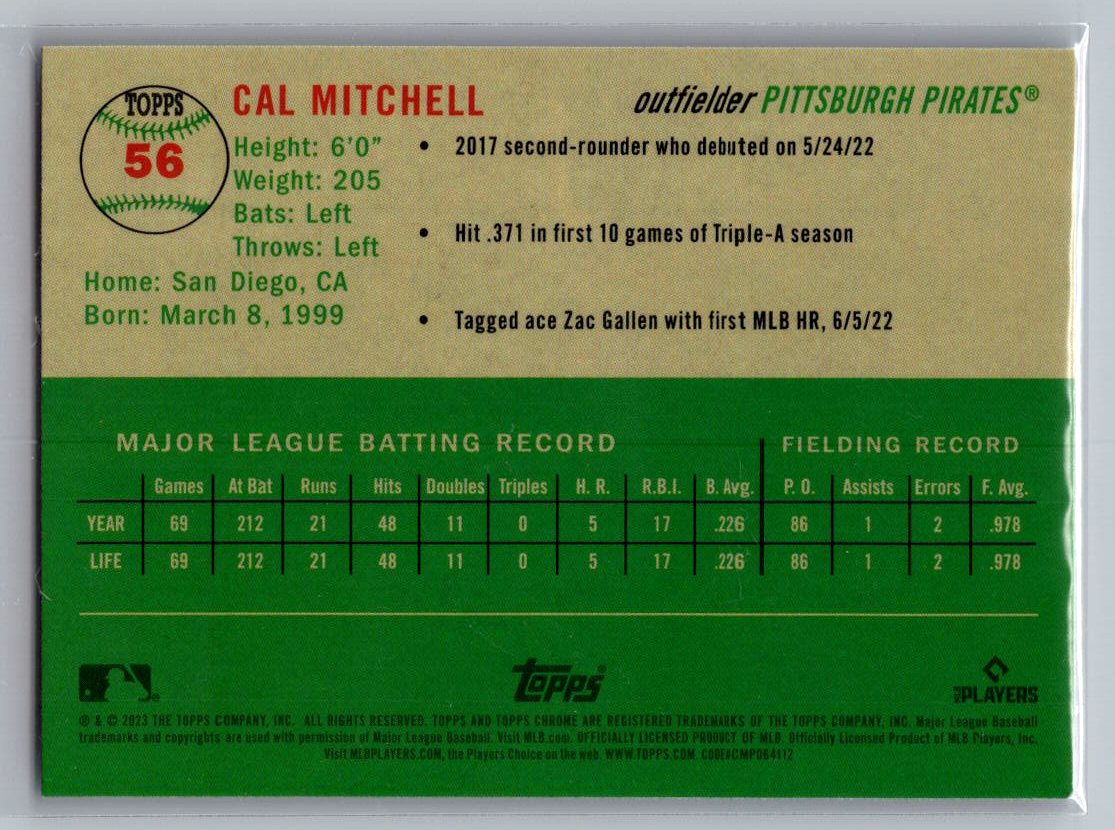 TOPPS
56
CAL MITCHELL
outfielder PITTSBURGH PIRATES®
Height: 6'0"
Weight: 205
Bats: Left
Throws: Left
Home: San Diego, CA
Born: March 8, 1999
• 2017 second-rounder who debuted on 5/24/22
• Hit .371 in first 10 games of Triple-A season
• Tagged ace Zac Gallen with first MLB HR, 6/5/22
MAJOR LEAGUE BATTING RECORD FIELDING RECORD
Games At Bat Runs Hits Doubles Triples H. R. R.B.I. B. Avg. P. O. Assists Errors F. Avg.
YEAR 69 212 21 48 11 0 5 17 .226 86 1 2 .978
LIFE 69 212 21 48 11 0 5 17 .226 86 1 2 .978
topps®
PLAYERS
® & © 2023 THE TOPPS COMPANY, INC. ALL RIGHTS RESERVED. TOPPS AND TOPPS CHROME ARE REGISTERED TRADEMARKS OF THE TOPPS COMPANY, INC. Major League Baseball
trademarks and copyrights are used with permission of Major League Baseball. Visit MLB.com. OFFICIALLY LICENSED PRODUCT OF MLB. Officially Licensed Product of MLB Players, Inc.
Visit MLBPLAYERS.COM, the Players Choice on the web. WWW.TOPPS.COM CODE#CMP064112